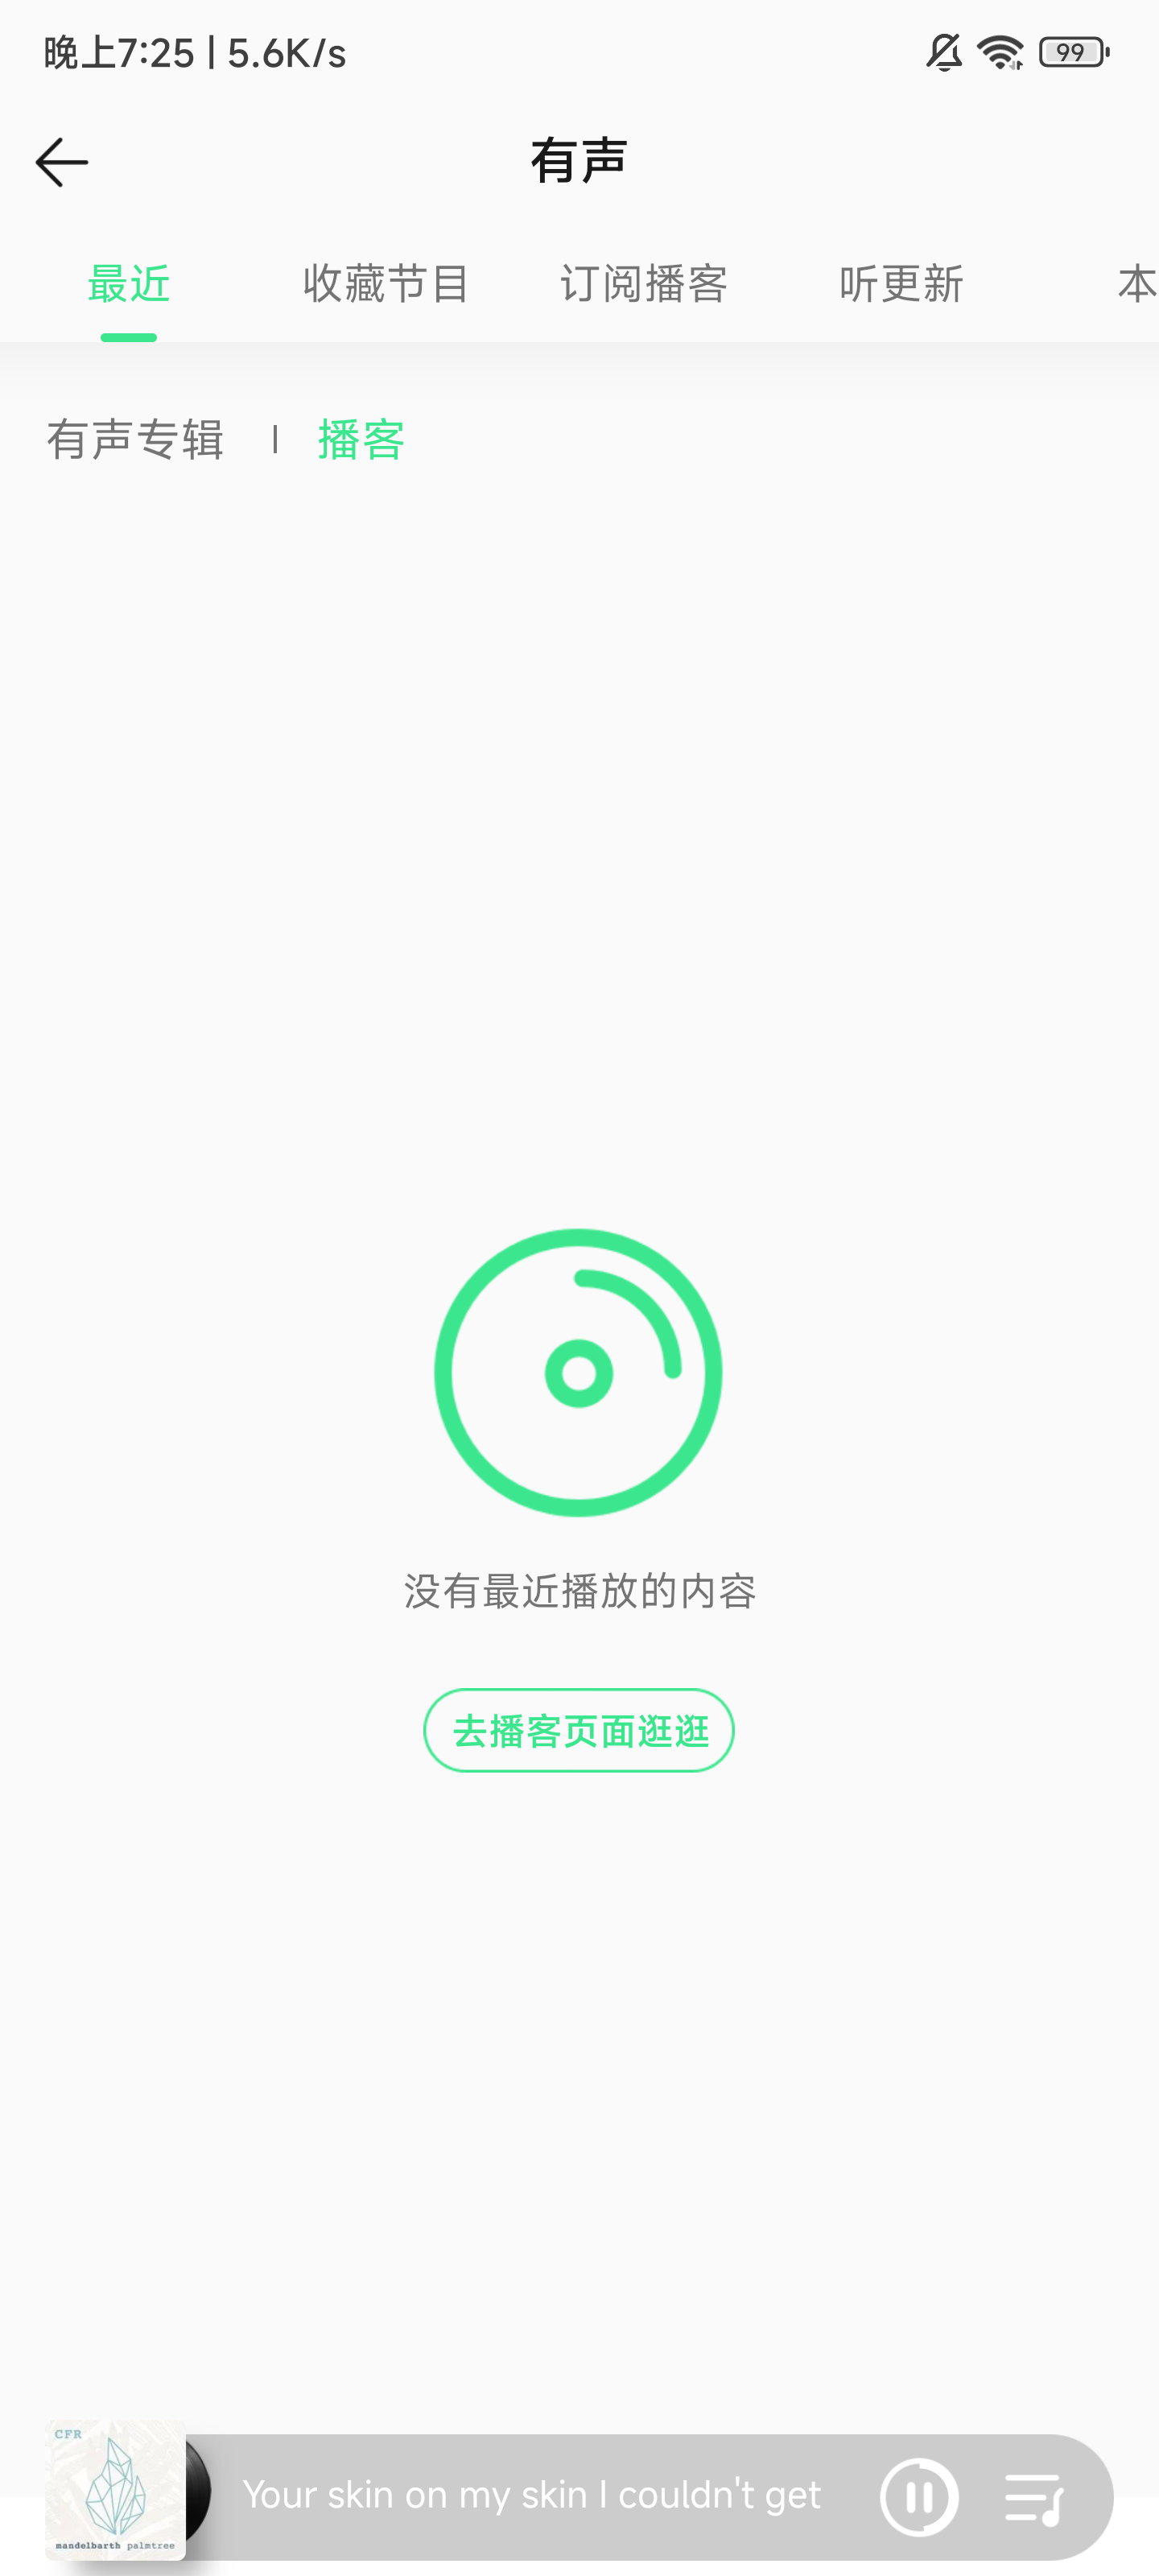 晚上7:25 | 5.6K/s
99
有声
最近 收藏节目 订阅播客 听更新 本
有声专辑 | 播客
没有最近播放的内容
去播客页面逛逛
CFR
Your skin on my skin I couldn't get
mandelbarth palmtree